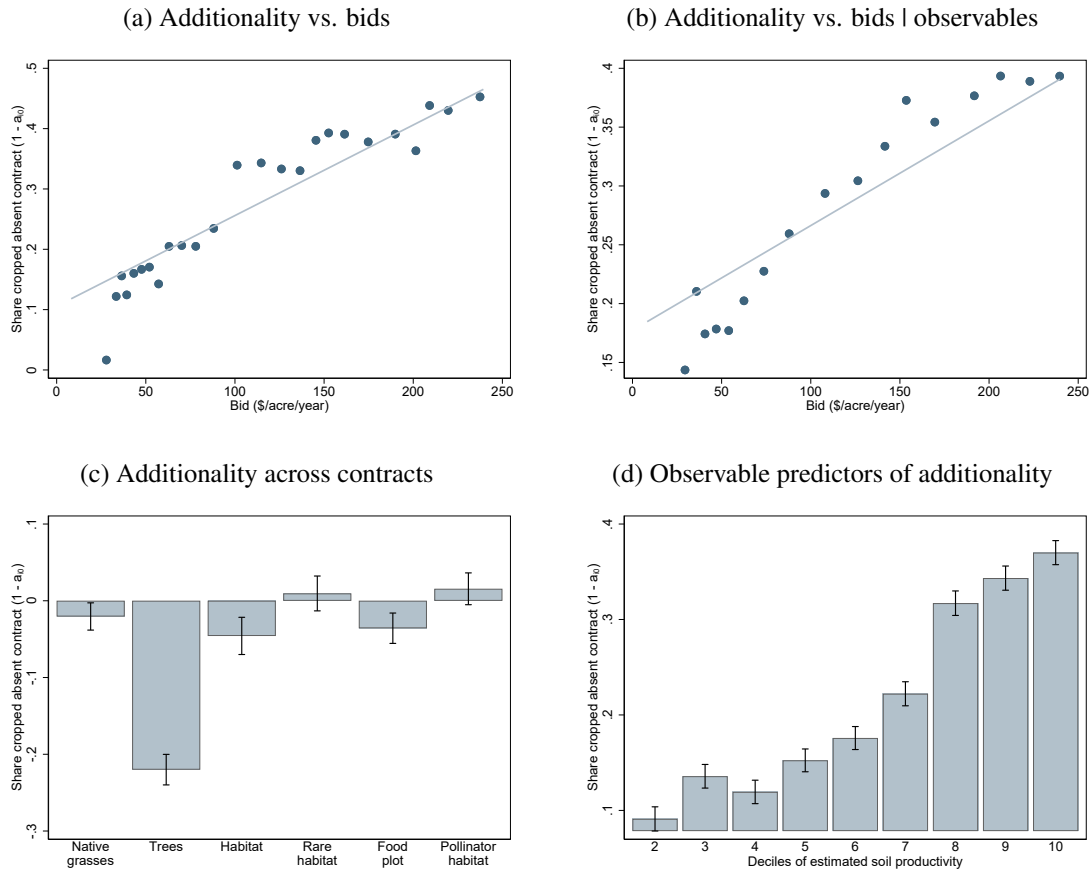 (a) Additionality vs. bids
Share cropped absent contract (1 - aᵢ₀)
.5
.4
.3
.2
.1
0
0 50 100 150 200 250
Bid ($/acre/year)
(b) Additionality vs. bids | observables
Share cropped absent contract (1 - aᵢ₀)
.4
.35
.3
.25
.2
.15
0 50 100 150 200 250
Bid ($/acre/year)
(c) Additionality across contracts
Share cropped absent contract (1 - aᵢ₀)
.1
0
-.1
-.2
-.3
Native grasses
Trees
Habitat
Rare habitat
Food plot
Pollinator habitat
(d) Observable predictors of additionality
Share cropped absent contract (1 - aᵢ₀)
.4
.3
.2
.1
2 3 4 5 6 7 8 9 10
Deciles of estimated soil productivity